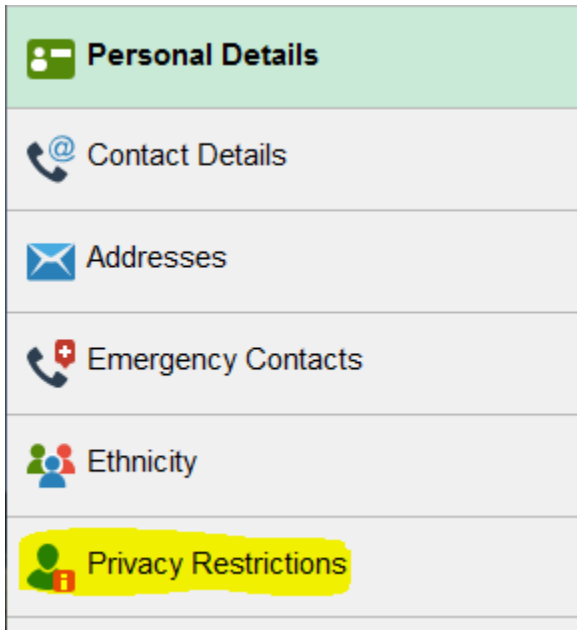 Personal Details
Contact Details
Addresses
Emergency Contacts
Ethnicity
Privacy Restrictions